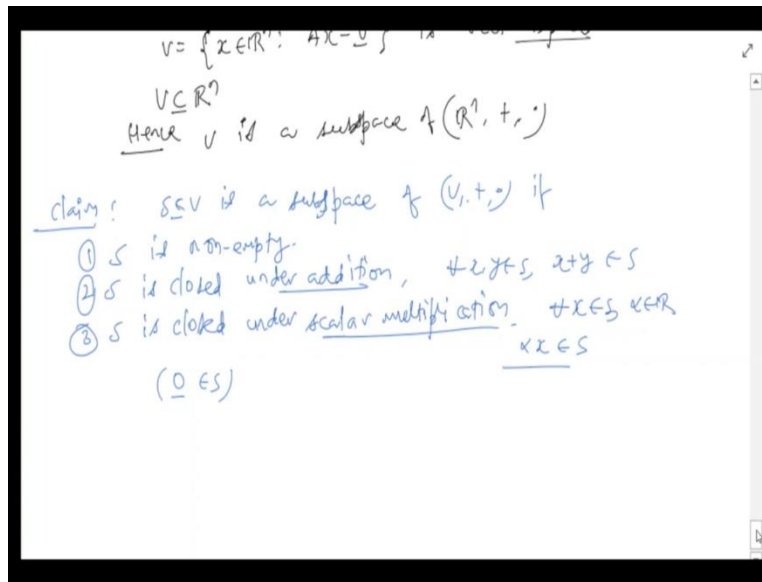 V = {x ∈ ℝⁿ: Ax = 0} is
V ⊆ ℝⁿ
Hence V is a subspace of (ℝⁿ, +, ·)
Claim: S ⊆ V is a subspace of (V, +, ·) if
① S is non-empty.
② S is closed under addition, ∀ x, y ∈ S, x+y ∈ S
③ S is closed under scalar multiplication. ∀ x ∈ S, α ∈ ℝ
αx ∈ S
(0 ∈ S)